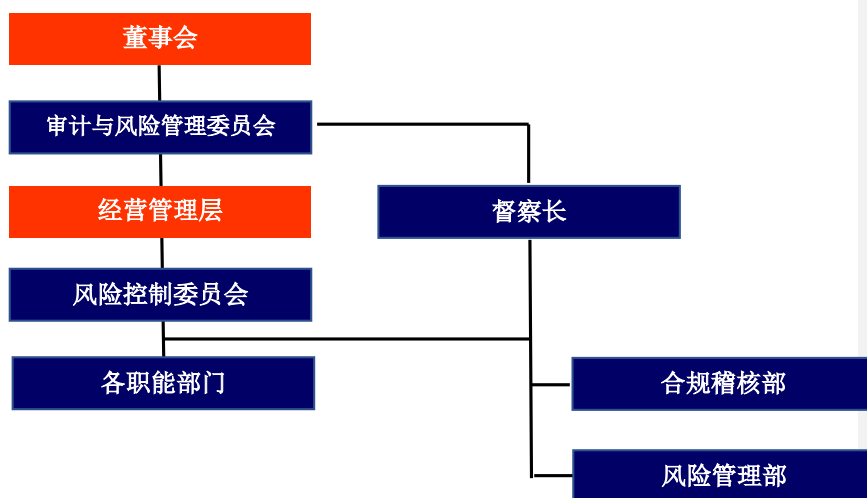 董事会
审计与风险管理委员会
经营管理层
督察长
风险控制委员会
各职能部门
合规稽核部
风险管理部